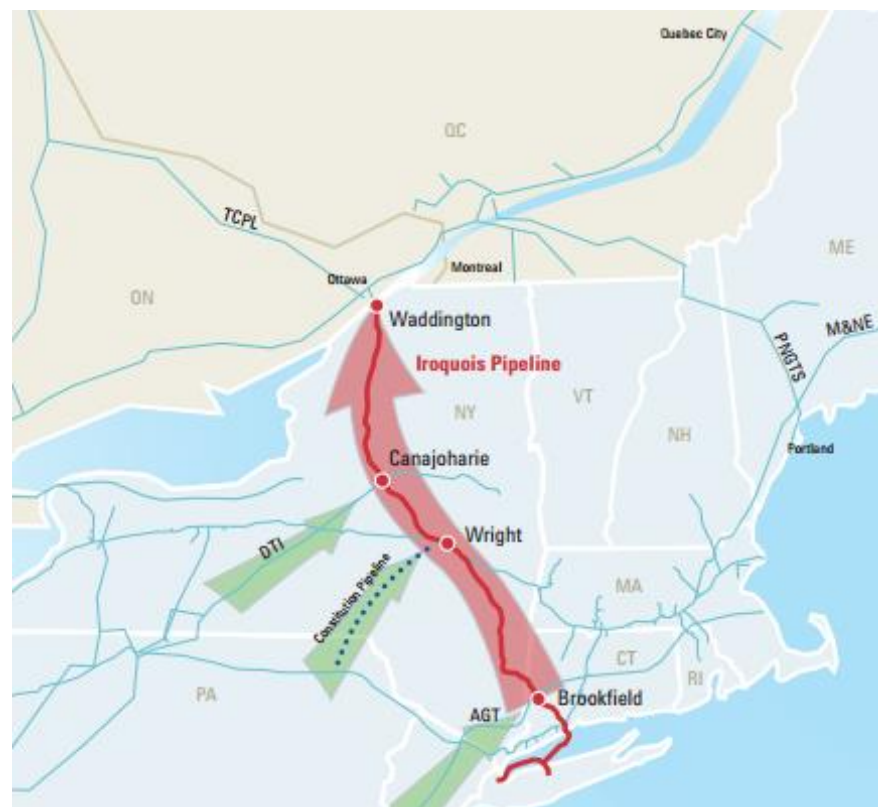 Quebec City
QC
TCPL
ME
Ottawa
Montreal
ON
Waddington
M&NE
Iroquois Pipeline
PNGTS
NY
VT
NH
Canajoharie
Portland
DTI
Wright
Constitution Pipeline
MA
CT
RI
PA
Brookfield
AGT